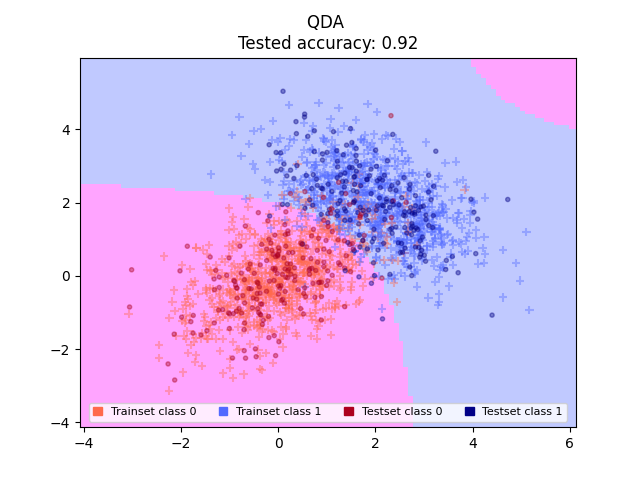 QDA
Tested accuracy: 0.92
4
2
0
−2
−4
Trainset class 0 Trainset class 1 Testset class 0 Testset class 1
−4 −2 0 2 4 6